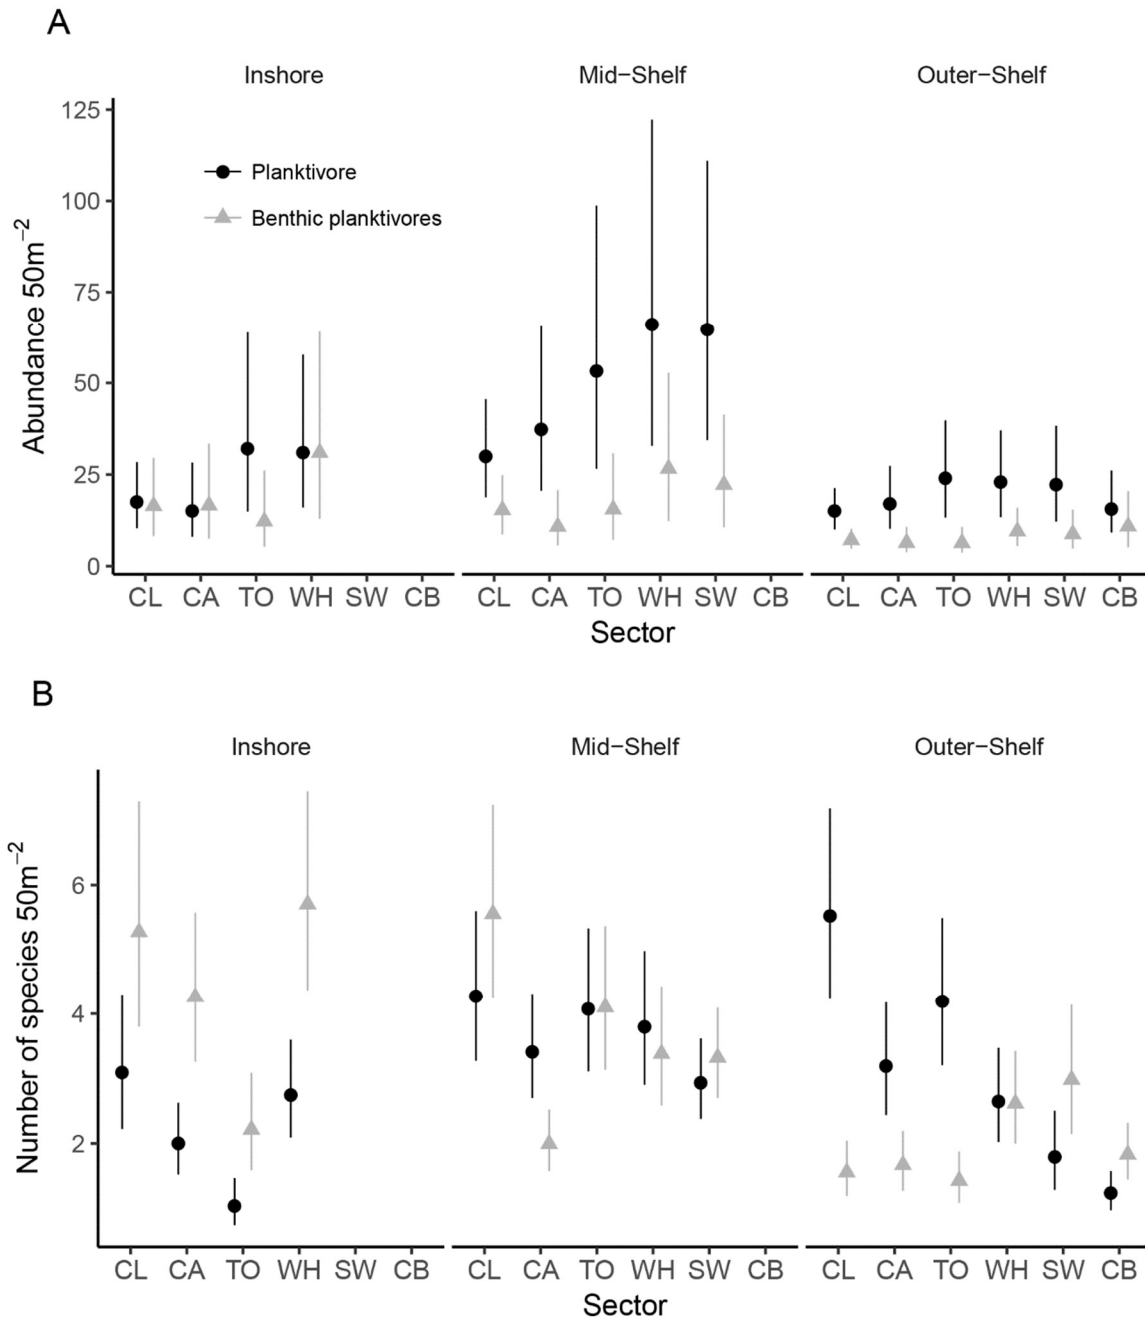 A
Inshore Mid−Shelf Outer−Shelf
125
100
75
50
25
0
Abundance 50m−2
Planktivore
Benthic planktivores
CL CA TO WH SW CB CL CA TO WH SW CB CL CA TO WH SW CB
Sector
B
Inshore Mid−Shelf Outer−Shelf
6
4
2
Number of species 50m−2
CL CA TO WH SW CB CL CA TO WH SW CB CL CA TO WH SW CB
Sector